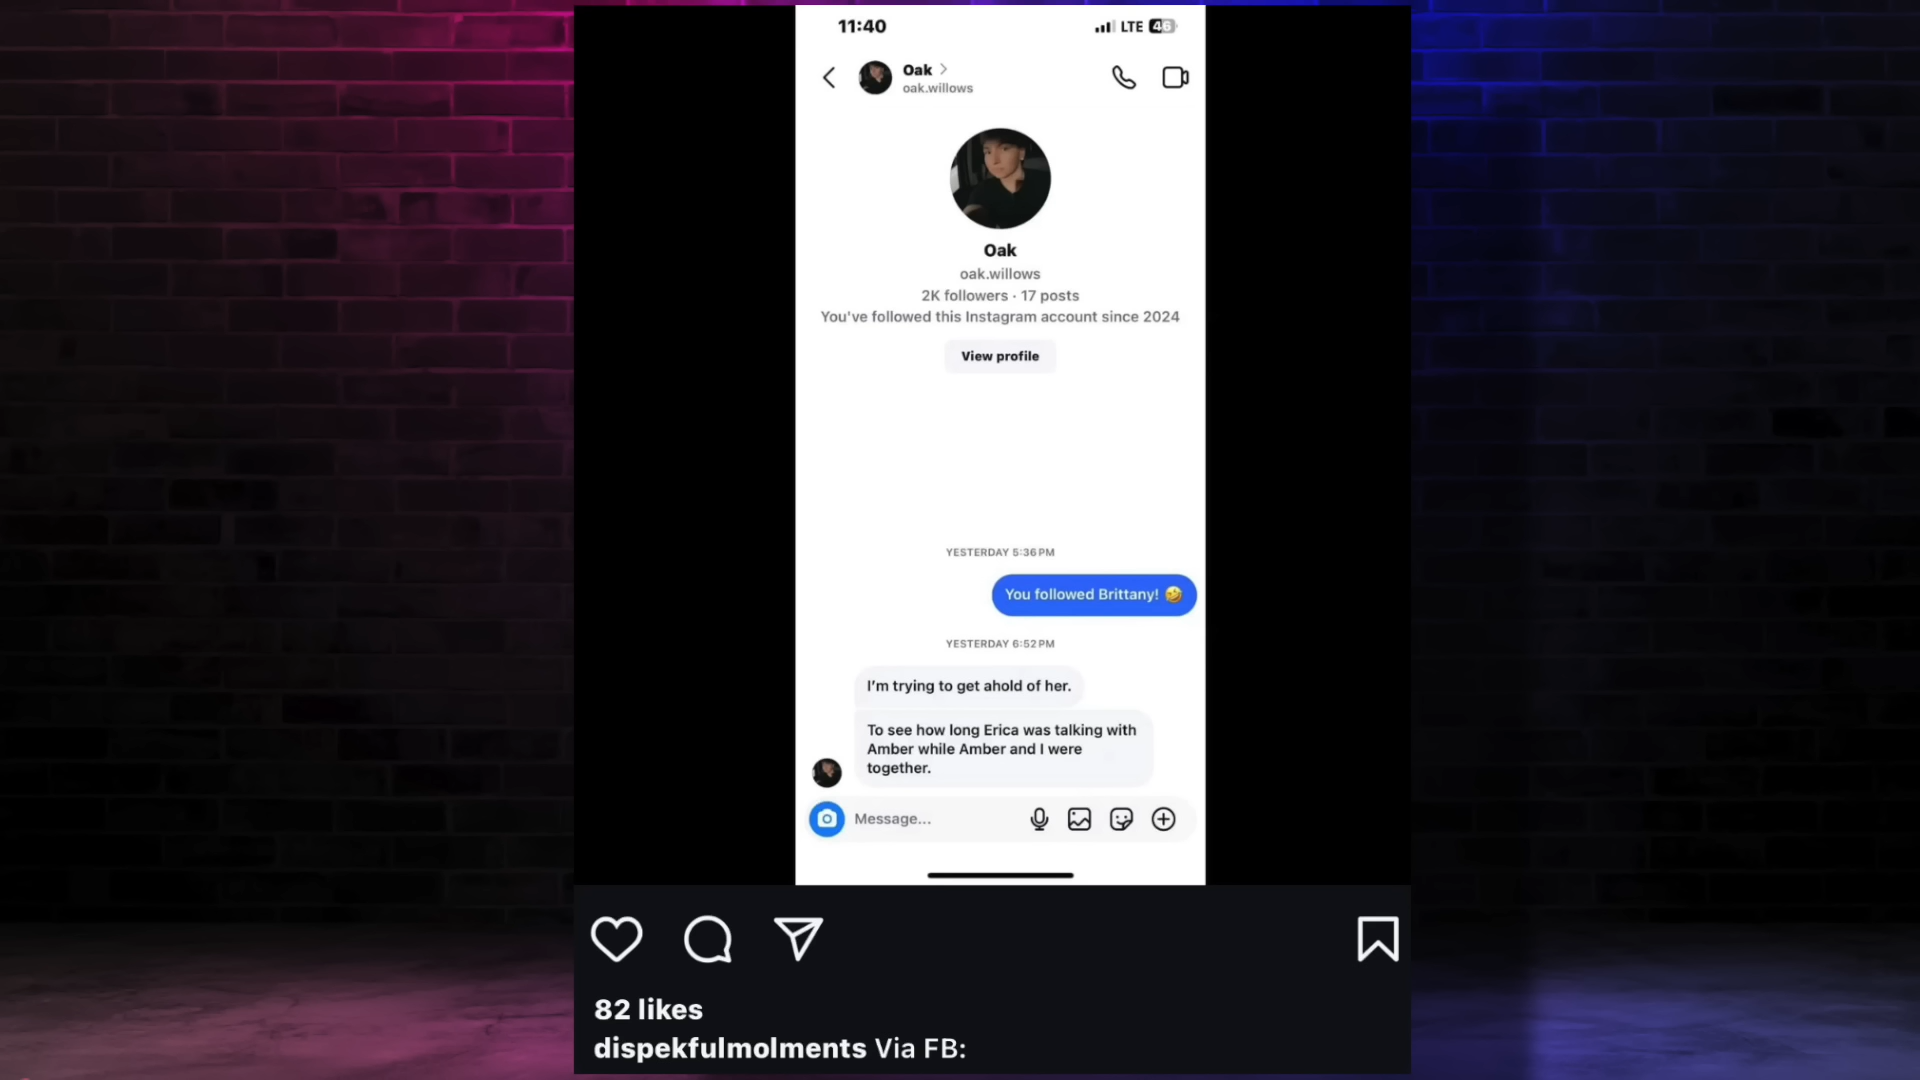 11:40
LTE 46
Oak
oak.willows
Oak
oak.willows
2K followers · 17 posts
You've followed this Instagram account since 2024
View profile
YESTERDAY 5:36 PM
You followed Brittany! 🤣
YESTERDAY 6:52 PM
I'm trying to get ahold of her.
To see how long Erica was talking with
Amber while Amber and I were
together.
Message...
82 likes
dispekfulmolments Via FB: